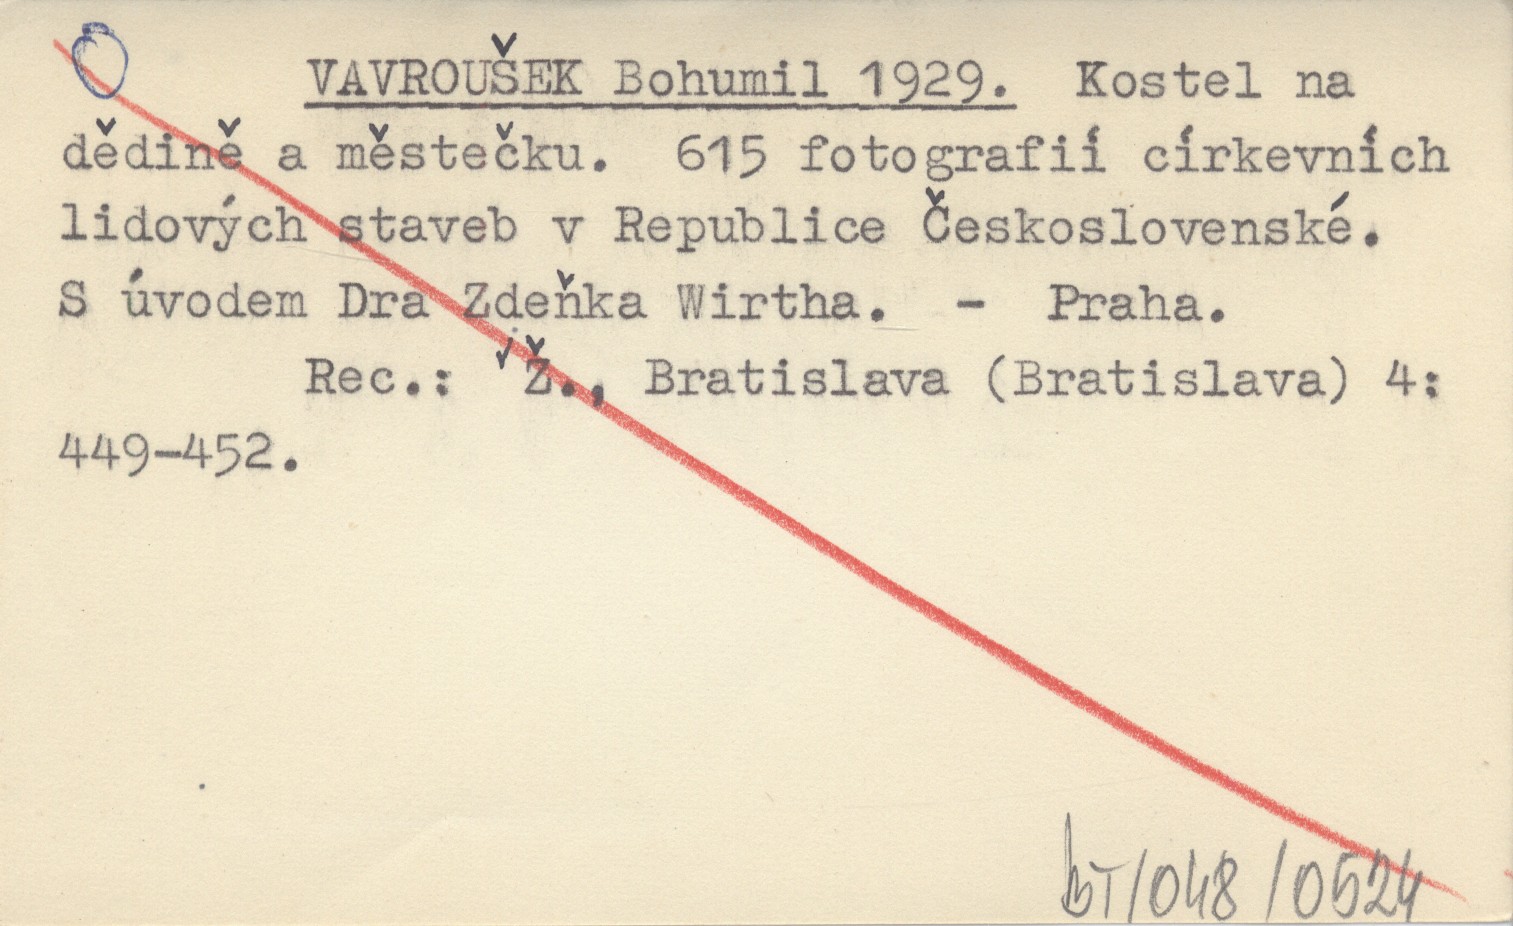 VAVROUŠEK Bohumil 1929. Kostel na
dědině a městečku. 615 fotografií církevních
lidových staveb v Republice Československé.
S úvodem Dra Zdeňka Wirtha. - Praha.
Rec.: Ž., Bratislava (Bratislava) 4:
449-452.
/048/0524